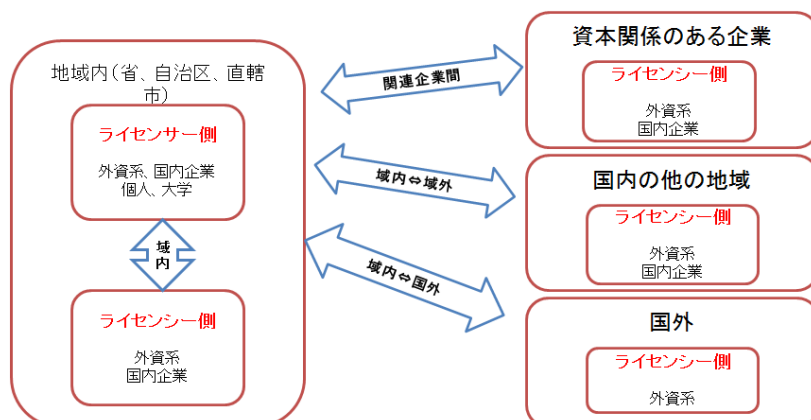 地域内(省、自治区、直轄
市)
ライセンサー側
外資系、国内企業
個人、大学
域
内
ライセンシー側
外資系
国内企業
関連企業間
域内⇔域外
域内⇔国外
資本関係のある企業
ライセンシー側
外資系
国内企業
国内の他の地域
ライセンシー側
外資系
国内企業
国外
ライセンシー側
外資系